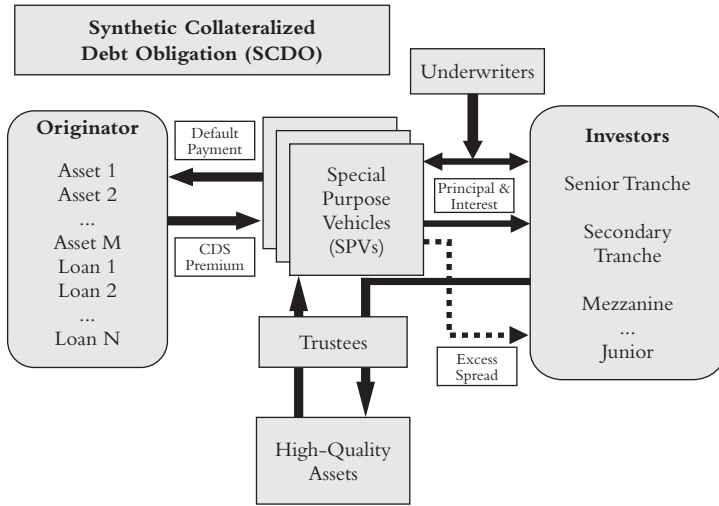 Synthetic Collateralized
Debt Obligation (SCDO)
Underwriters
Originator
Asset 1
Asset 2
...
Asset M
Loan 1
Loan 2
...
Loan N
Default
Payment
CDS
Premium
Special
Purpose
Vehicles
(SPVs)
Principal &
Interest
Investors
Senior Tranche
Secondary
Tranche
Mezzanine
...
Junior
Excess
Spread
Trustees
High-Quality
Assets